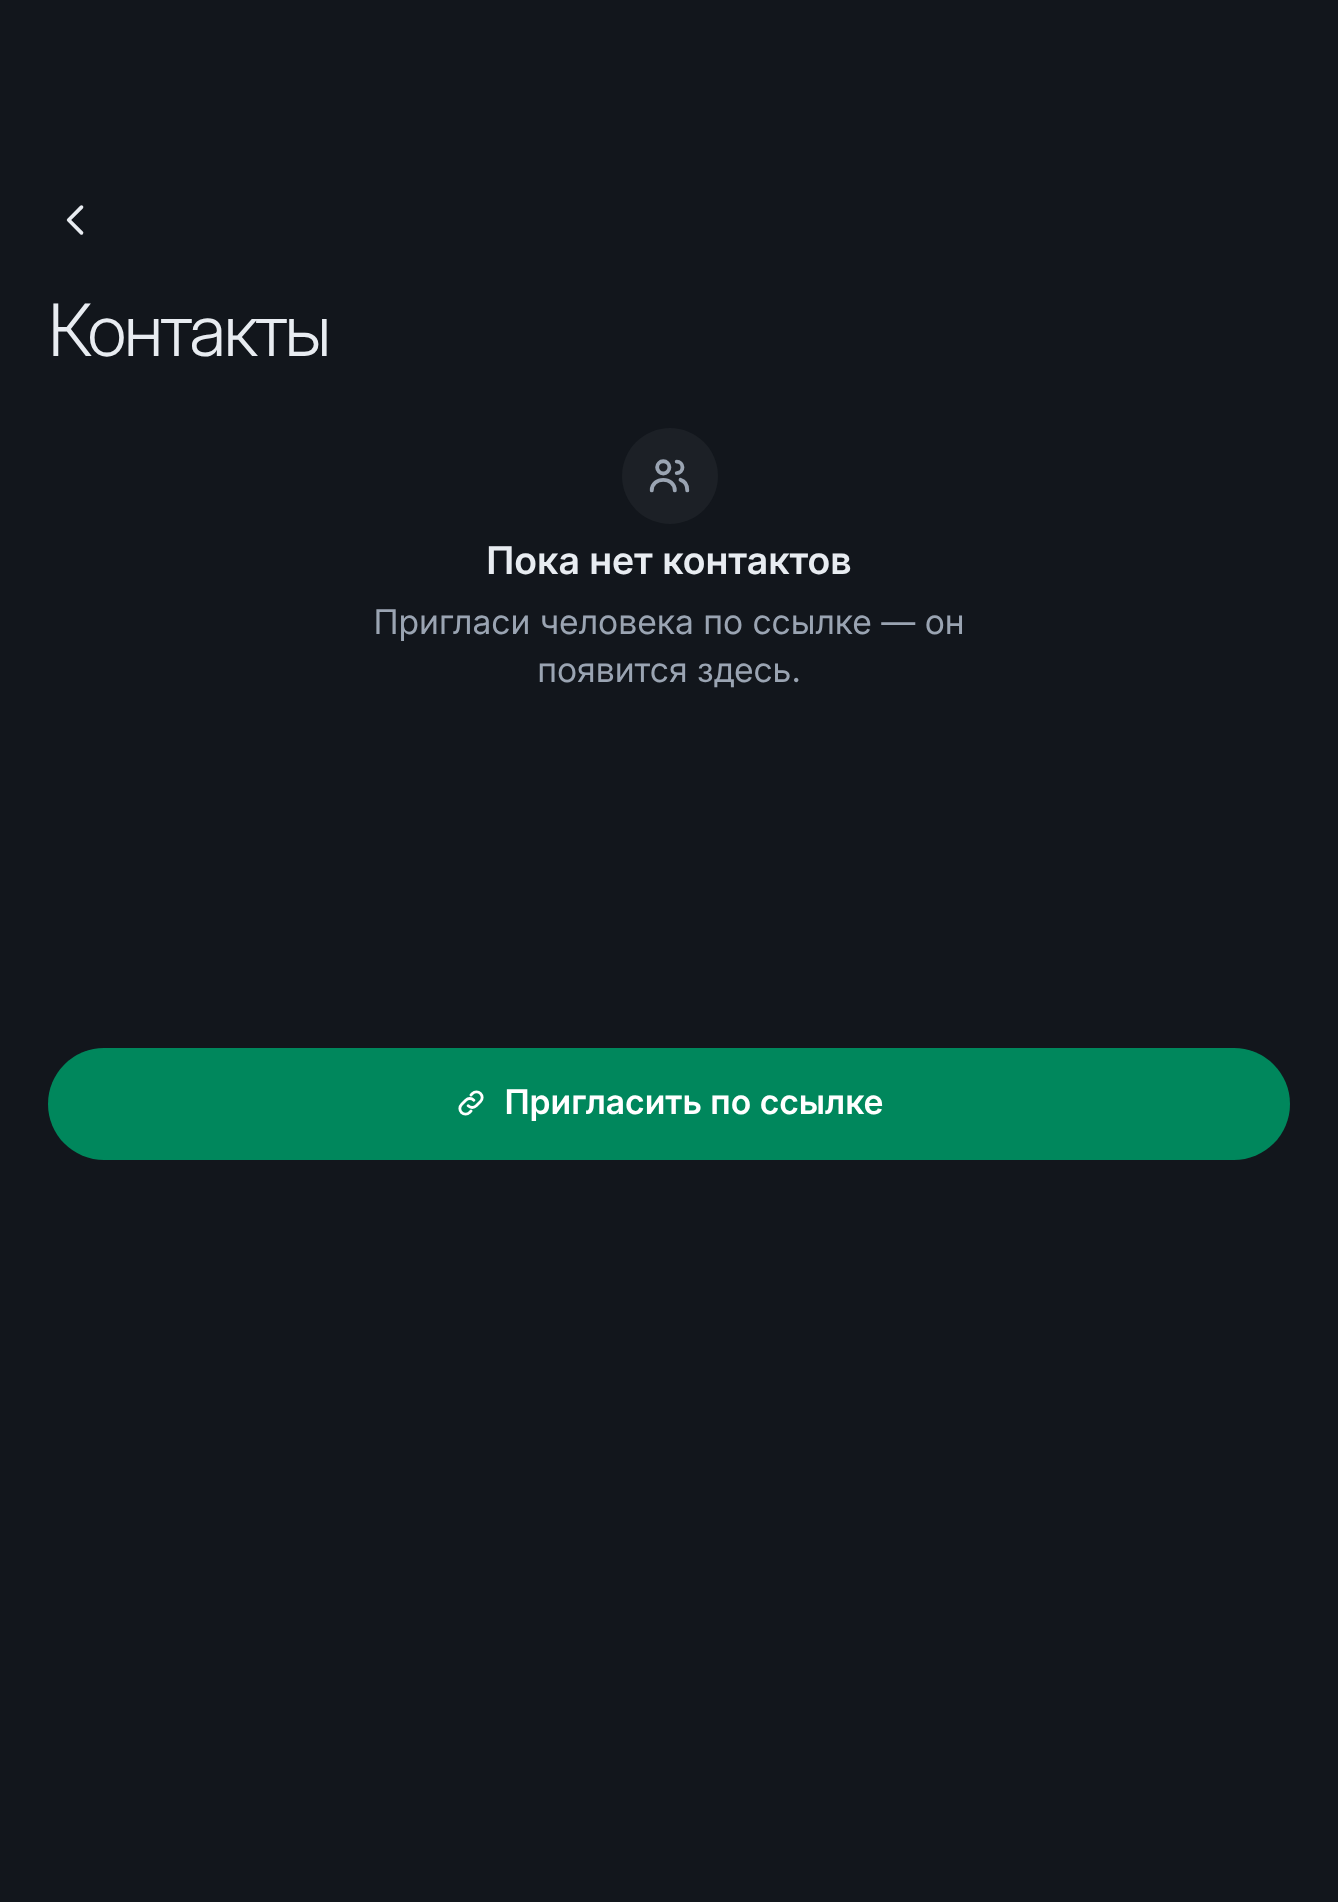 Контакты
Пока нет контактов
Пригласи человека по ссылке — он
появится здесь.
Пригласить по ссылке